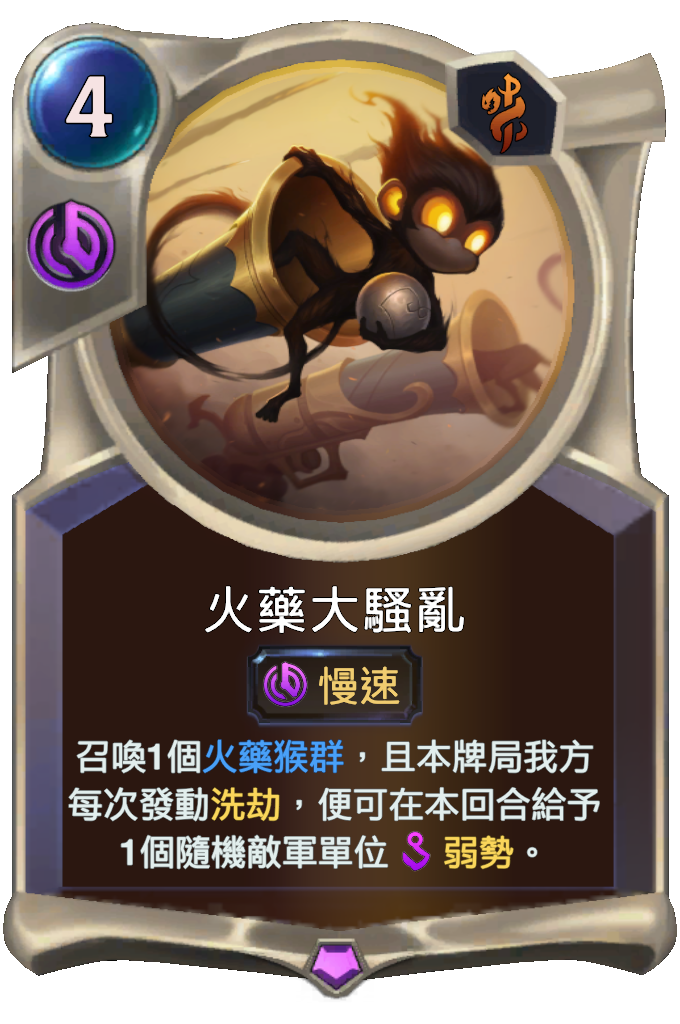 4
火藥大騷亂
慢速
召喚1個火藥猴群，且本牌局我方
每次發動洗劫，便可在本回合給予
1個隨機敵軍單位 弱勢。